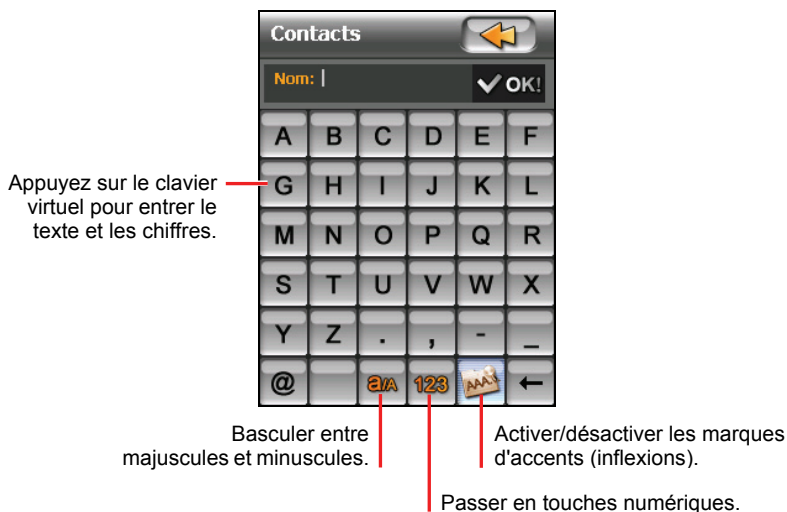 Contacts
Nom: OK!
A B C D E F
Appuyez sur le clavier
virtuel pour entrer le
texte et les chiffres.
G H I J K L
M N O P Q R
S T U V W X
Y Z . , - _
@ a/A 123 AAA ←
Basculer entre
majuscules et minuscules.
Activer/désactiver les marques
d'accents (inflexions).
Passer en touches numériques.